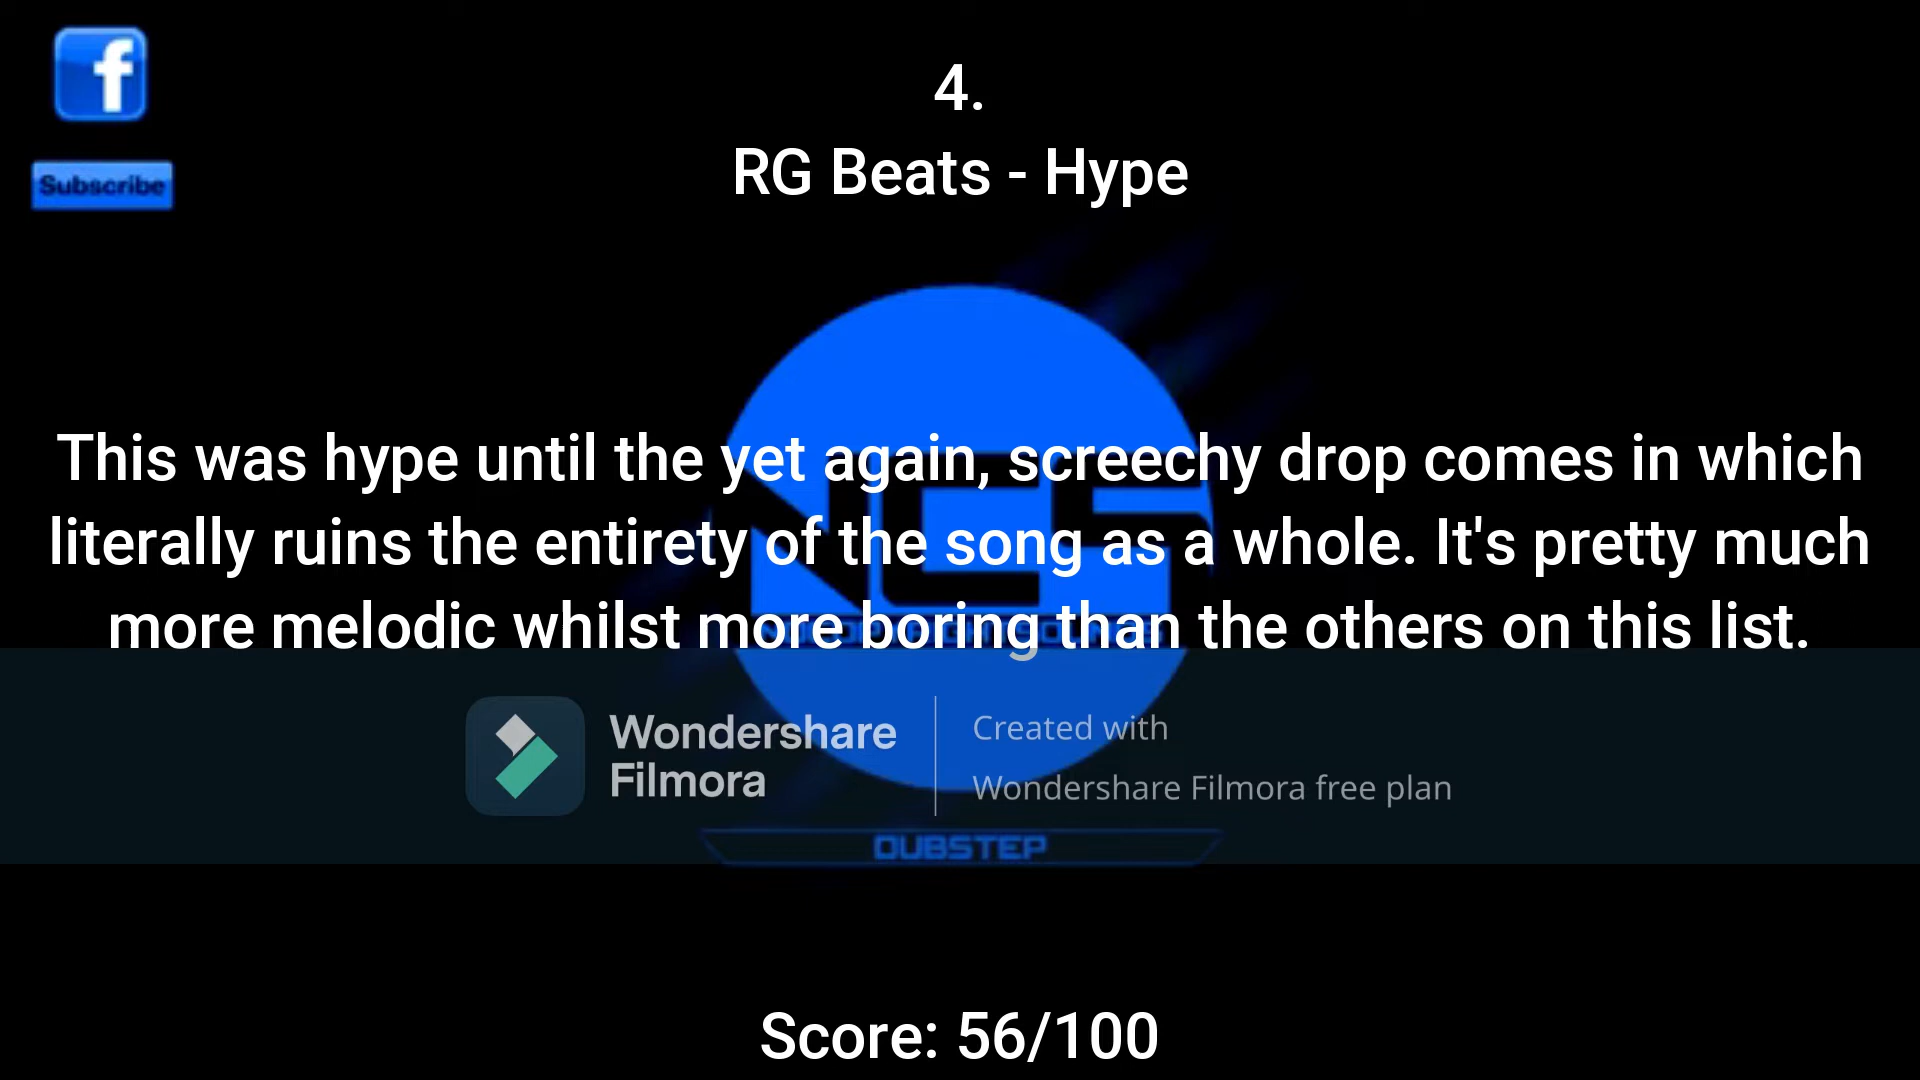 4.
RG Beats - Hype
Subscribe
This was hype until the yet again, screechy drop comes in which
literally ruins the entirety of the song as a whole. It's pretty much
more melodic whilst more boring than the others on this list.
NCS
Wondershare
Filmora
Created with
Wondershare Filmora free plan
DUBSTEP
Score: 56/100